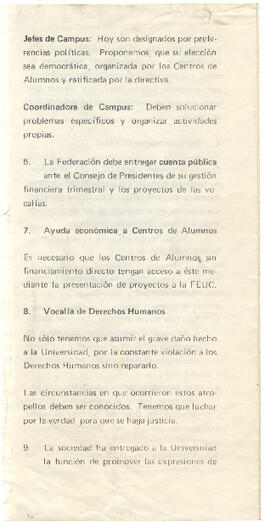 Jefes de Campus: Hoy son designados por prefe-
rencias políticas. Proponemos, que su elección
sea democrática, organizada por los Centros de
Alumnos y ratificada por la directiva.
Coordinadora de Campus: Deben solucionar
problemas específicos y organizar actividades
propias.
6. La Federación debe entregar cuenta pública
ante el Consejo de Presidentes de su gestión
financiera trimestral y los proyectos de las vo-
calías.
7. Ayuda económica a Centros de Alumnos
Es necesario que los Centros de Alumnos sin
financiamiento directo tengan acceso a éste me-
diante la presentación de proyectos a la FEUC.
8. Vocalía de Derechos Humanos
No sólo tenemos que asumir el grave daño hecho
a la Universidad, por la constante violación a los
Derechos Humanos sino repararlo.
Las circunstancias en que ocurrieron estos atro-
pellos deben ser conocidos. Tenemos que luchar
por la verdad para que se haga justicia.
9. La sociedad ha entregado a la Universidad
la función de promover las expresiones de